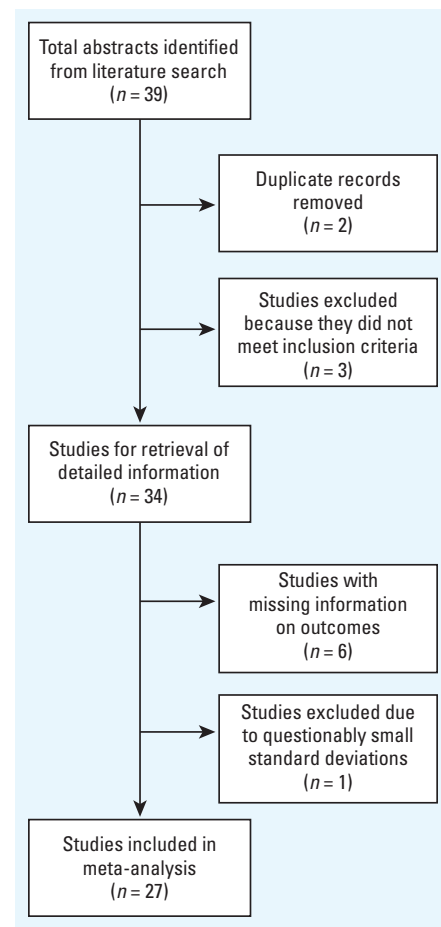 Total abstracts identified
from literature search
(n = 39)
Duplicate records
removed
(n = 2)
Studies excluded
because they did not
meet inclusion criteria
(n = 3)
Studies for retrieval of
detailed information
(n = 34)
Studies with
missing information
on outcomes
(n = 6)
Studies excluded due
to questionably small
standard deviations
(n = 1)
Studies included in
meta-analysis
(n = 27)